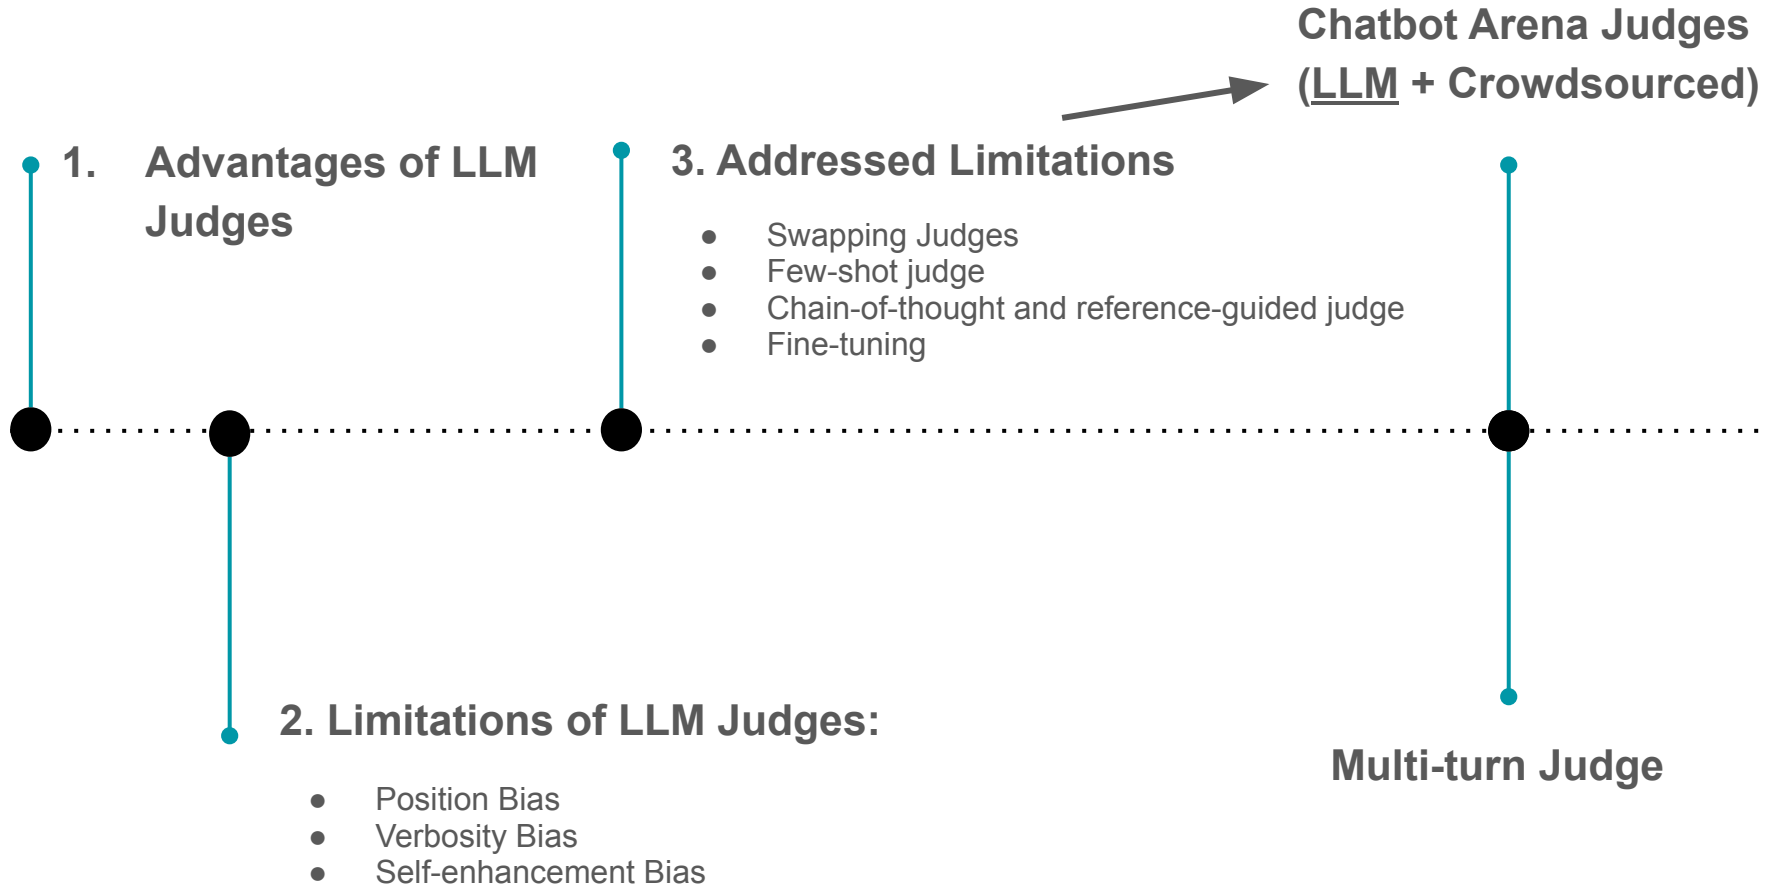 Chatbot Arena Judges
(LLM + Crowdsourced)
1. Advantages of LLM
Judges
3. Addressed Limitations
● Swapping Judges
● Few-shot judge
● Chain-of-thought and reference-guided judge
● Fine-tuning
2. Limitations of LLM Judges:
● Position Bias
● Verbosity Bias
● Self-enhancement Bias
Multi-turn Judge